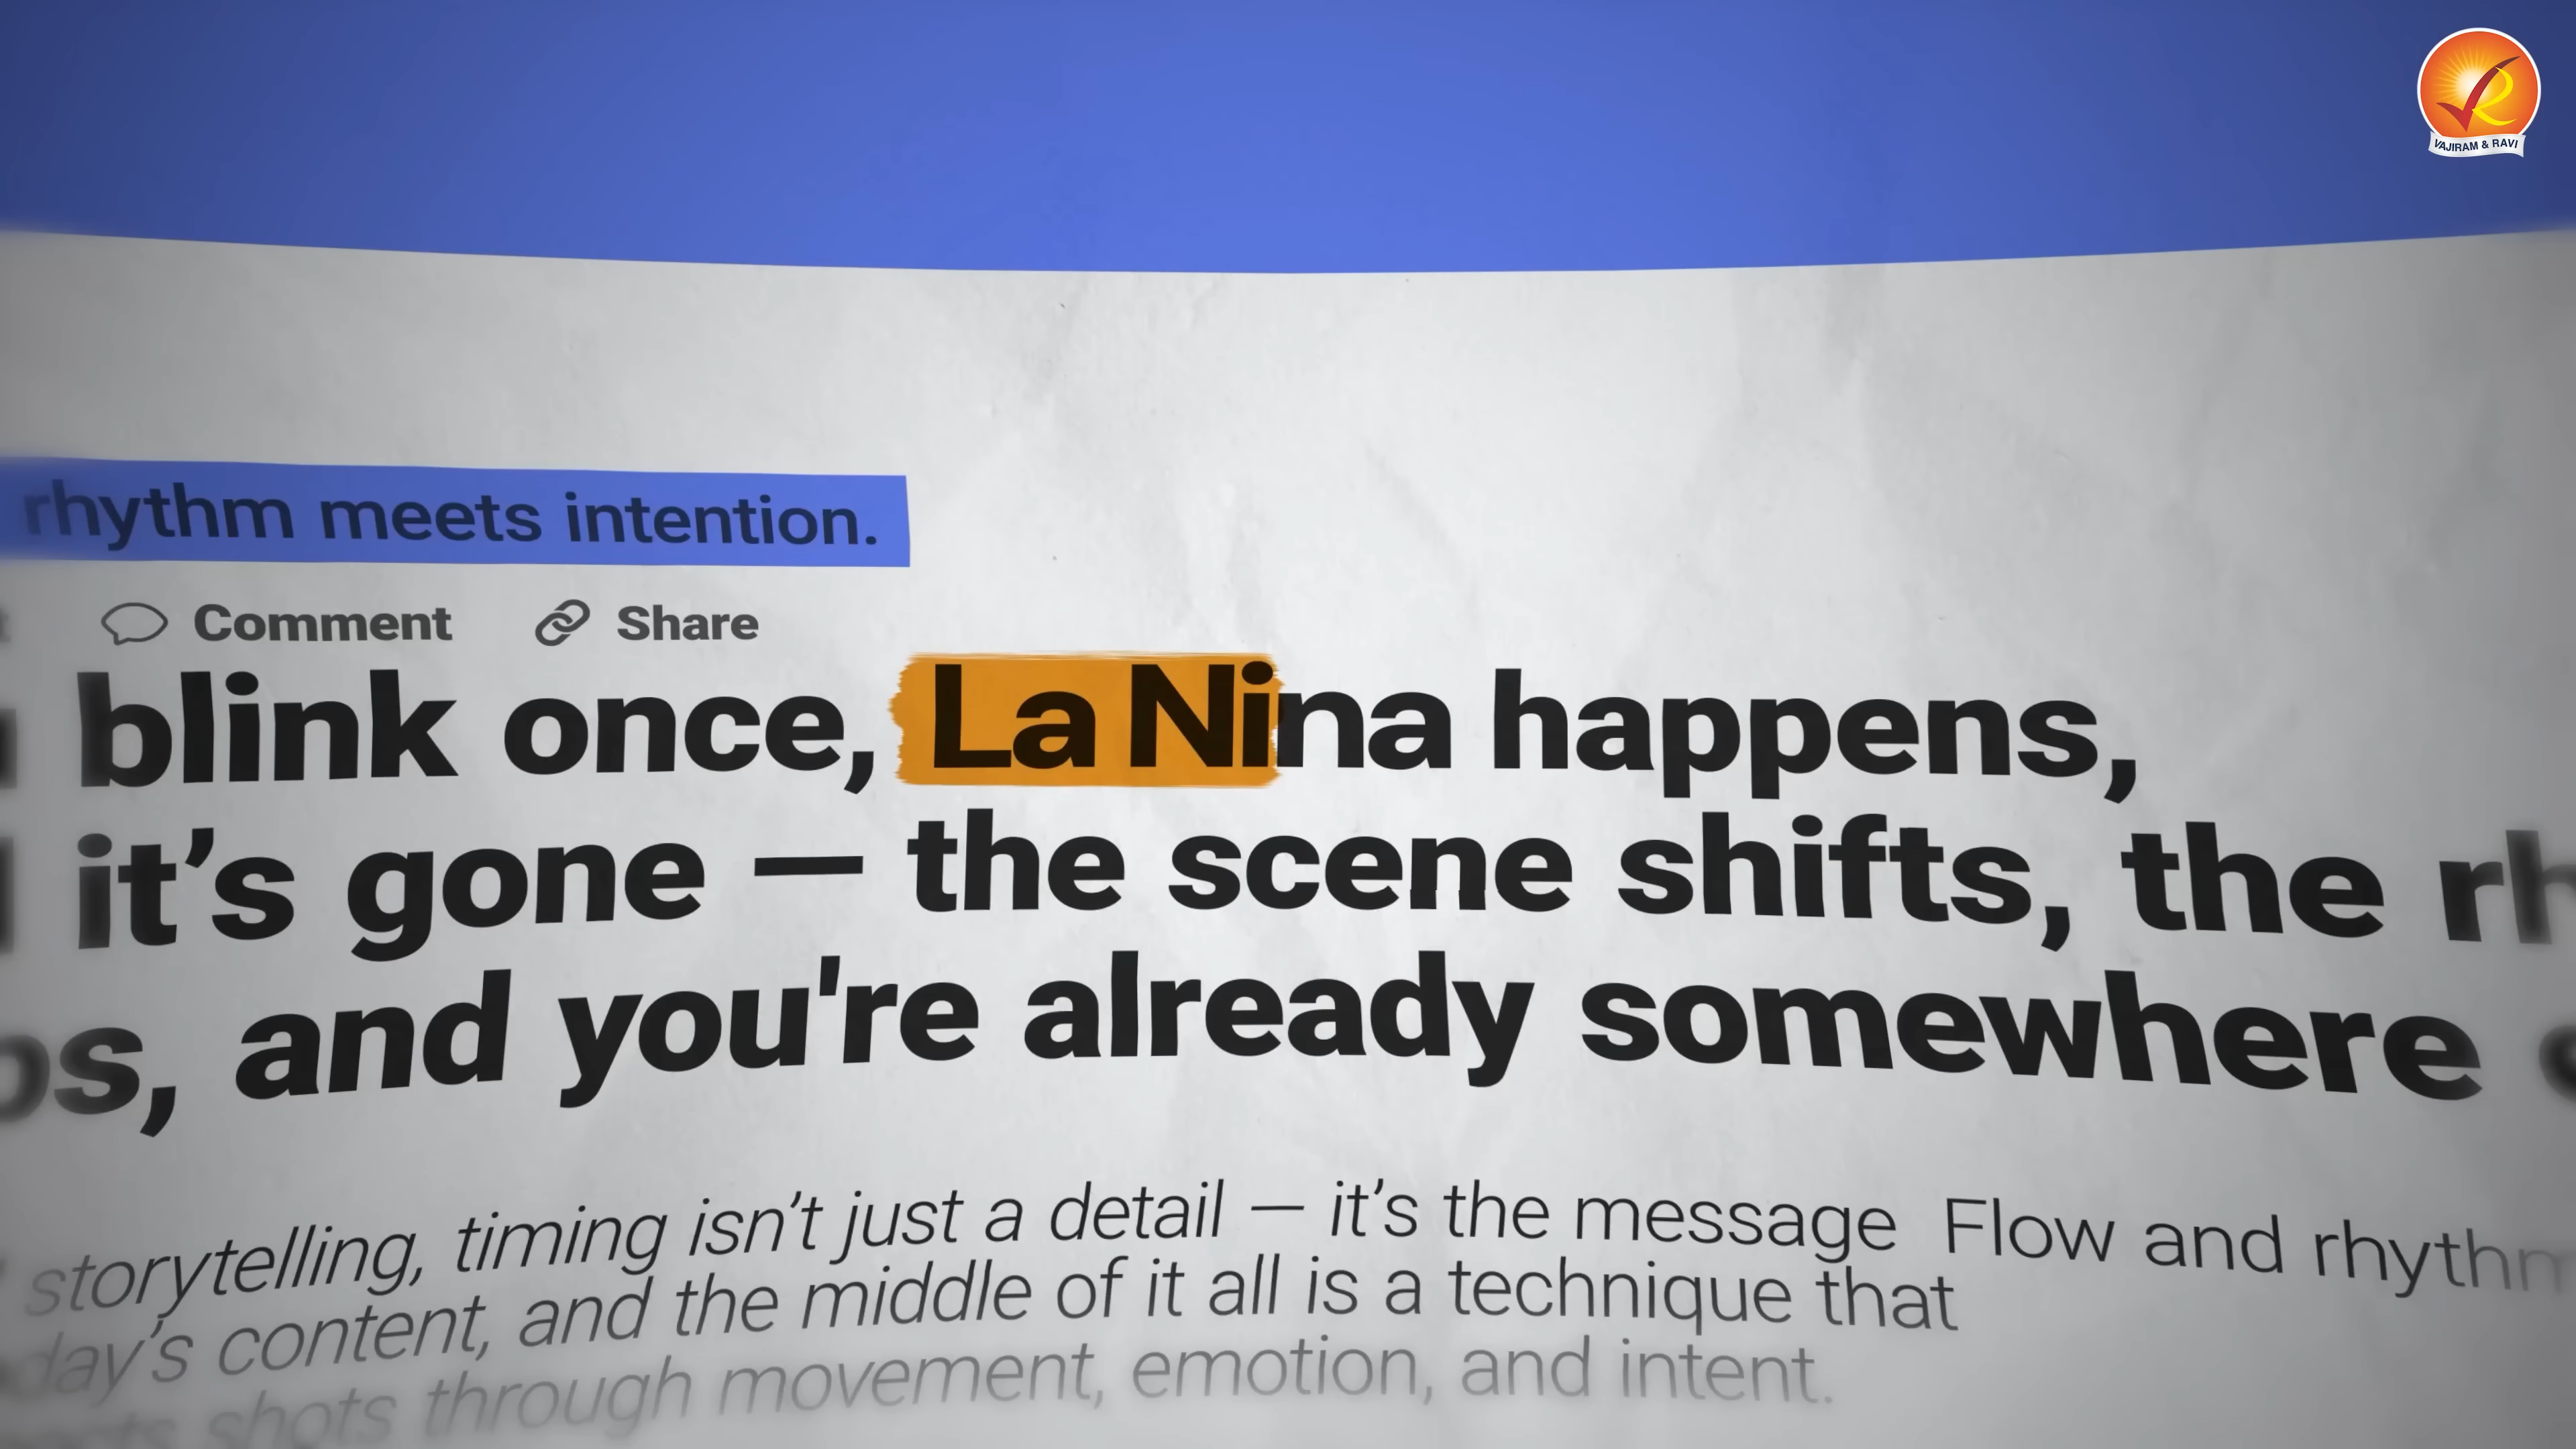 VAJIRAM & RAVI
rhythm meets intention.
Comment Share
blink once, La Nina happens,
it’s gone — the scene shifts, the
and you're already somewhere
storytelling, timing isn’t just a detail — it’s the message Flow and rhythm
content, and the middle of it all is a technique that
shots through movement, emotion, and intent.